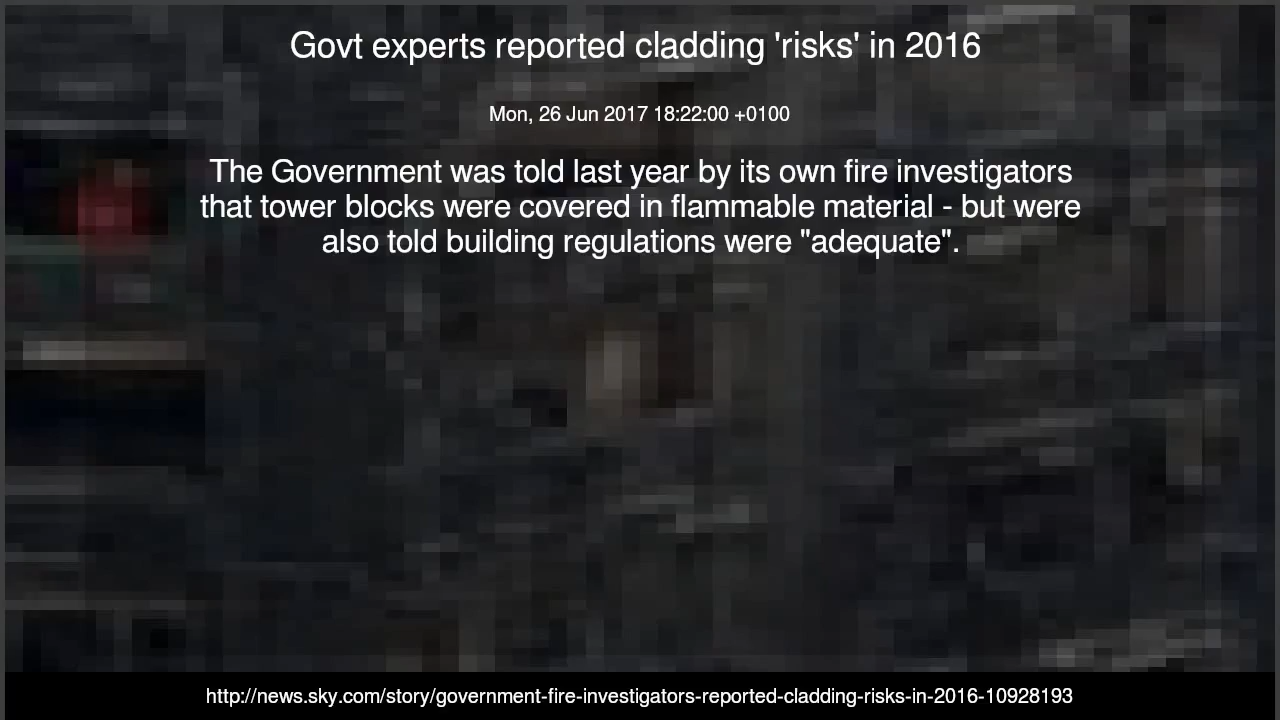 Govt experts reported cladding 'risks' in 2016
Mon, 26 Jun 2017 18:22:00 +0100
The Government was told last year by its own fire investigators
that tower blocks were covered in flammable material - but were
also told building regulations were "adequate".
http://news.sky.com/story/government-fire-investigators-reported-cladding-risks-in-2016-10928193